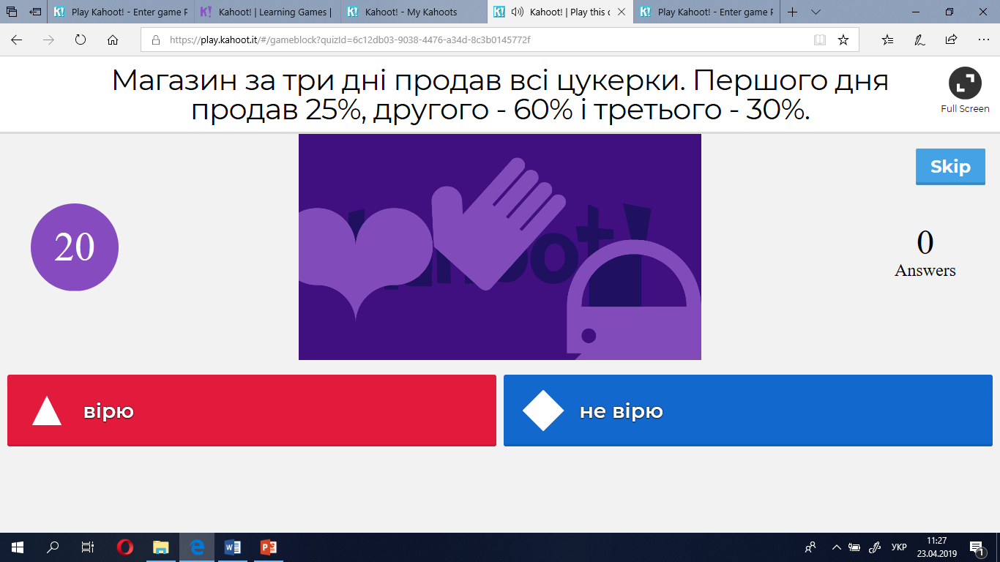 Play Kahoot! - Enter game P
Kahoot! | Learning Games |
Kahoot! - My Kahoots
Kahoot! | Play this q
Play Kahoot! - Enter game P
https://play.kahoot.it/#/gameblock?quizId=6c12db03-9038-4476-a34d-8c3b0145772f
Магазин за три дні продав всі цукерки. Першого дня
продав 25%, другого - 60% і третього - 30%.
Full Screen
Skip
20
0
Answers
вірю
не вірю
УКР
11:27
23.04.2019
1